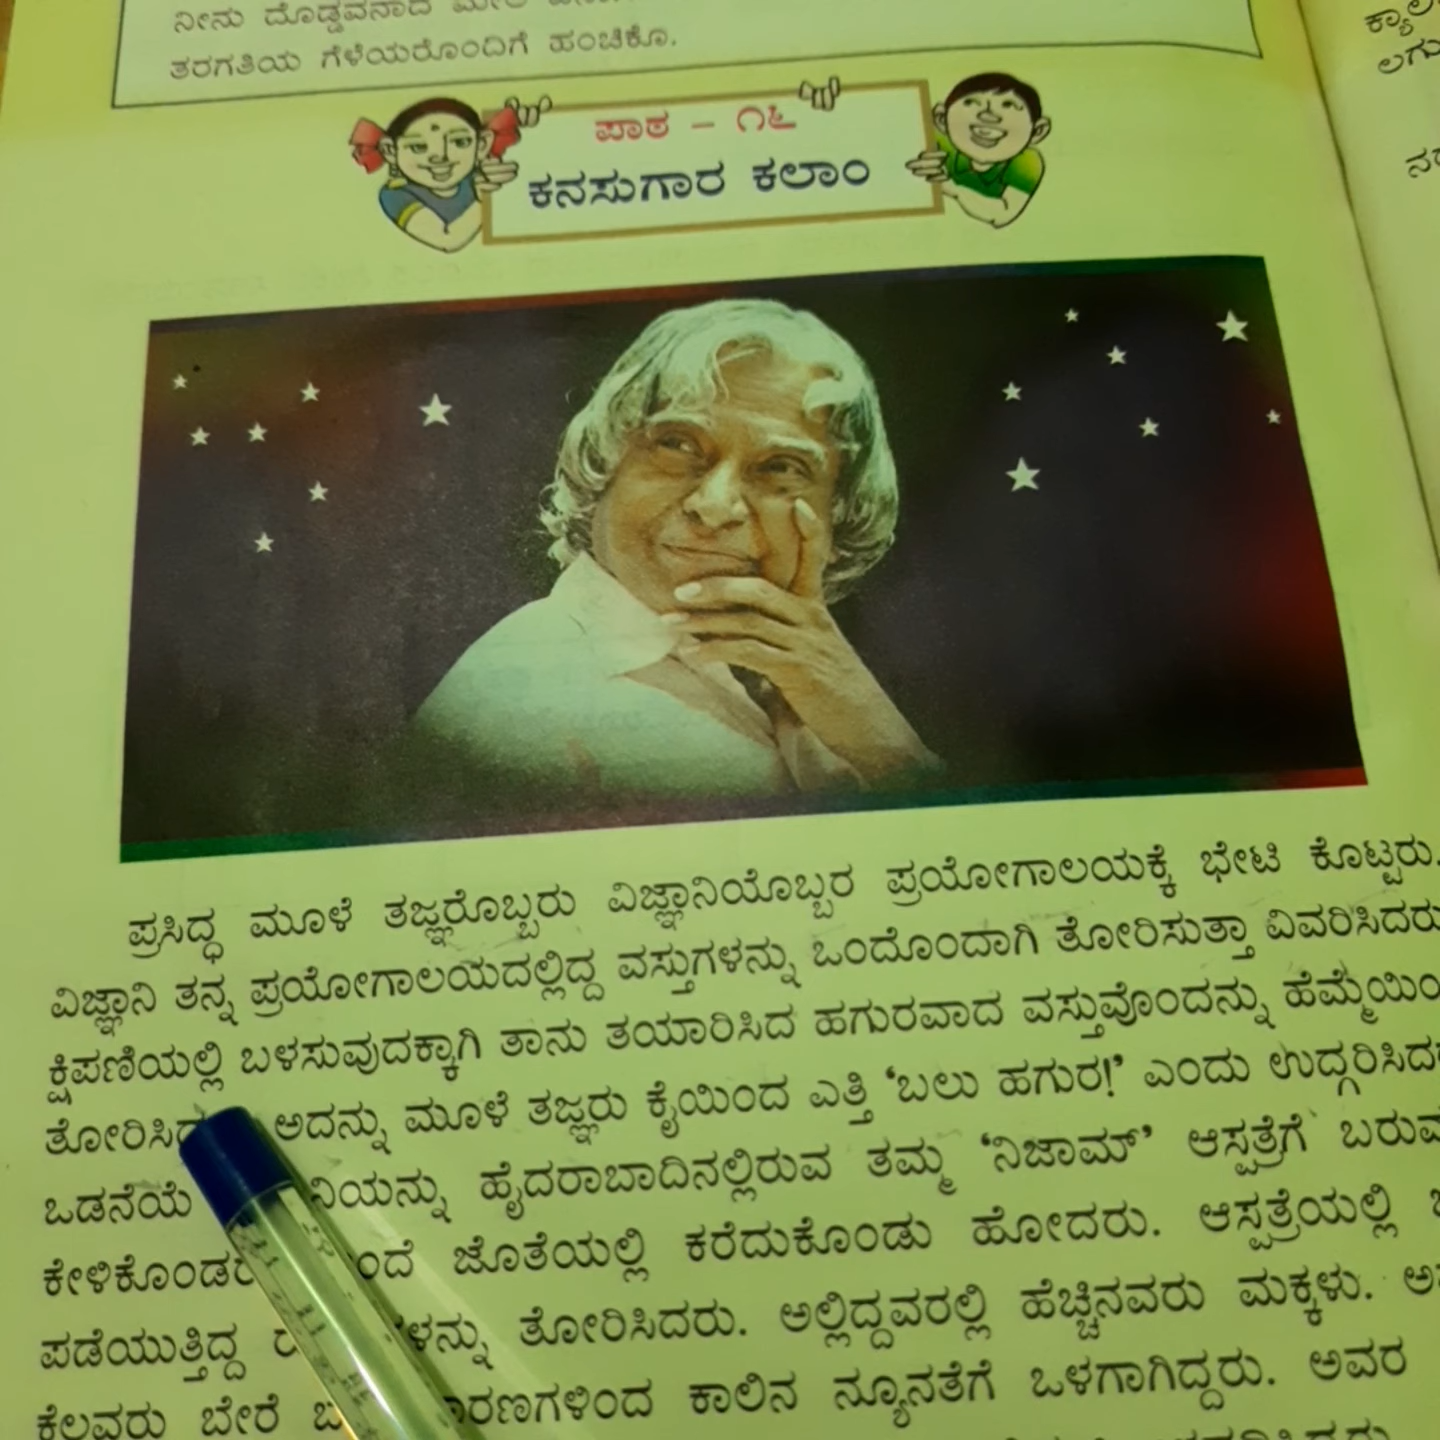 ನೀನು ದೊಡ್ಡವನಾದ ಮೇಲೆ
ತರಗತಿಯ ಗೆಳೆಯರೊಂದಿಗೆ ಹಂಚಿಕೊ.
ಪಾಠ – ೧೬
ಕನಸುಗಾರ ಕಲಾಂ
ಪ್ರಸಿದ್ಧ ಮೂಳೆ ತಜ್ಞರೊಬ್ಬರು ವಿಜ್ಞಾನಿಯೊಬ್ಬರ ಪ್ರಯೋಗಾಲಯಕ್ಕೆ ಭೇಟಿ ಕೊಟ್ಟರು.
ವಿಜ್ಞಾನಿ ತನ್ನ ಪ್ರಯೋಗಾಲಯದಲ್ಲಿದ್ದ ವಸ್ತುಗಳನ್ನು ಒಂದೊಂದಾಗಿ ತೋರಿಸುತ್ತಾ ವಿವರಿಸಿದರು
ಕ್ಷಿಪಣಿಯಲ್ಲಿ ಬಳಸುವುದಕ್ಕಾಗಿ ತಾನು ತಯಾರಿಸಿದ ಹಗುರವಾದ ವಸ್ತುವೊಂದನ್ನು ಹೆಮ್ಮೆಯಿಂ
ಅದನ್ನು ಮೂಳೆ ತಜ್ಞರು ಕೈಯಿಂದ ಎತ್ತಿ ‘ಬಲು ಹಗುರ!’ ಎಂದು ಉದ್ಗರಿಸಿದ
ಒಡನೆಯೆ ನಿಯನ್ನು ಹೈದರಾಬಾದಿನಲ್ಲಿರುವ ತಮ್ಮ ‘ನಿಜಾಮ್’ ಆಸ್ಪತ್ರೆಗೆ ಬರುವ
ಕೇಳಿಕೊಂಡರ ಂದೆ ಜೊತೆಯಲ್ಲಿ ಕರೆದುಕೊಂಡು ಹೋದರು. ಆಸ್ಪತ್ರೆಯಲ್ಲಿ
ಪಡೆಯುತ್ತಿದ್ದ ಳನ್ನು ತೋರಿಸಿದರು. ಅಲ್ಲಿದ್ದವರಲ್ಲಿ ಹೆಚ್ಚಿನವರು ಮಕ್ಕಳು.
ಕೆಲವರು ಬೇರೆ ಾರಣಗಳಿಂದ ಕಾಲಿನ ನ್ಯೂನತೆಗೆ ಒಳಗಾಗಿದ್ದರು. ಅವರ